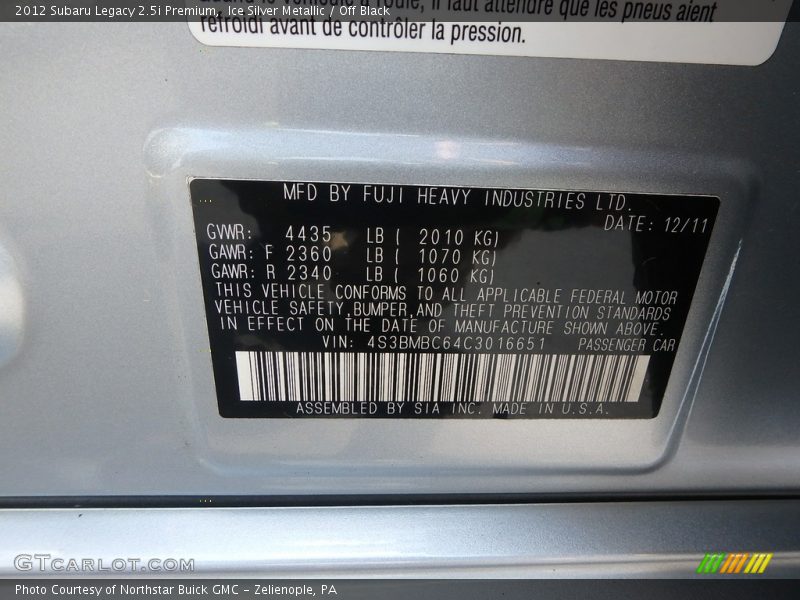 2012 Subaru Legacy 2.5i Premium, Ice Silver Metallic / Off Black
le véhicule a roulé, il faut attendre que les pneus aient
refroidi avant de contrôler la pression.
MFD BY FUJI HEAVY INDUSTRIES LTD.
DATE: 12/11
GVWR: 4435 LB ( 2010 KG)
GAWR: F 2360 LB ( 1070 KG)
GAWR: R 2340 LB ( 1060 KG)
THIS VEHICLE CONFORMS TO ALL APPLICABLE FEDERAL MOTOR
VEHICLE SAFETY,BUMPER,AND THEFT PREVENTION STANDARDS
IN EFFECT ON THE DATE OF MANUFACTURE SHOWN ABOVE.
VIN: 4S3BMBC64C3016651 PASSENGER CAR
ASSEMBLED BY SIA INC. MADE IN U.S.A.
GTCARLOT.COM
Photo Courtesy of Northstar Buick GMC - Zelienople, PA